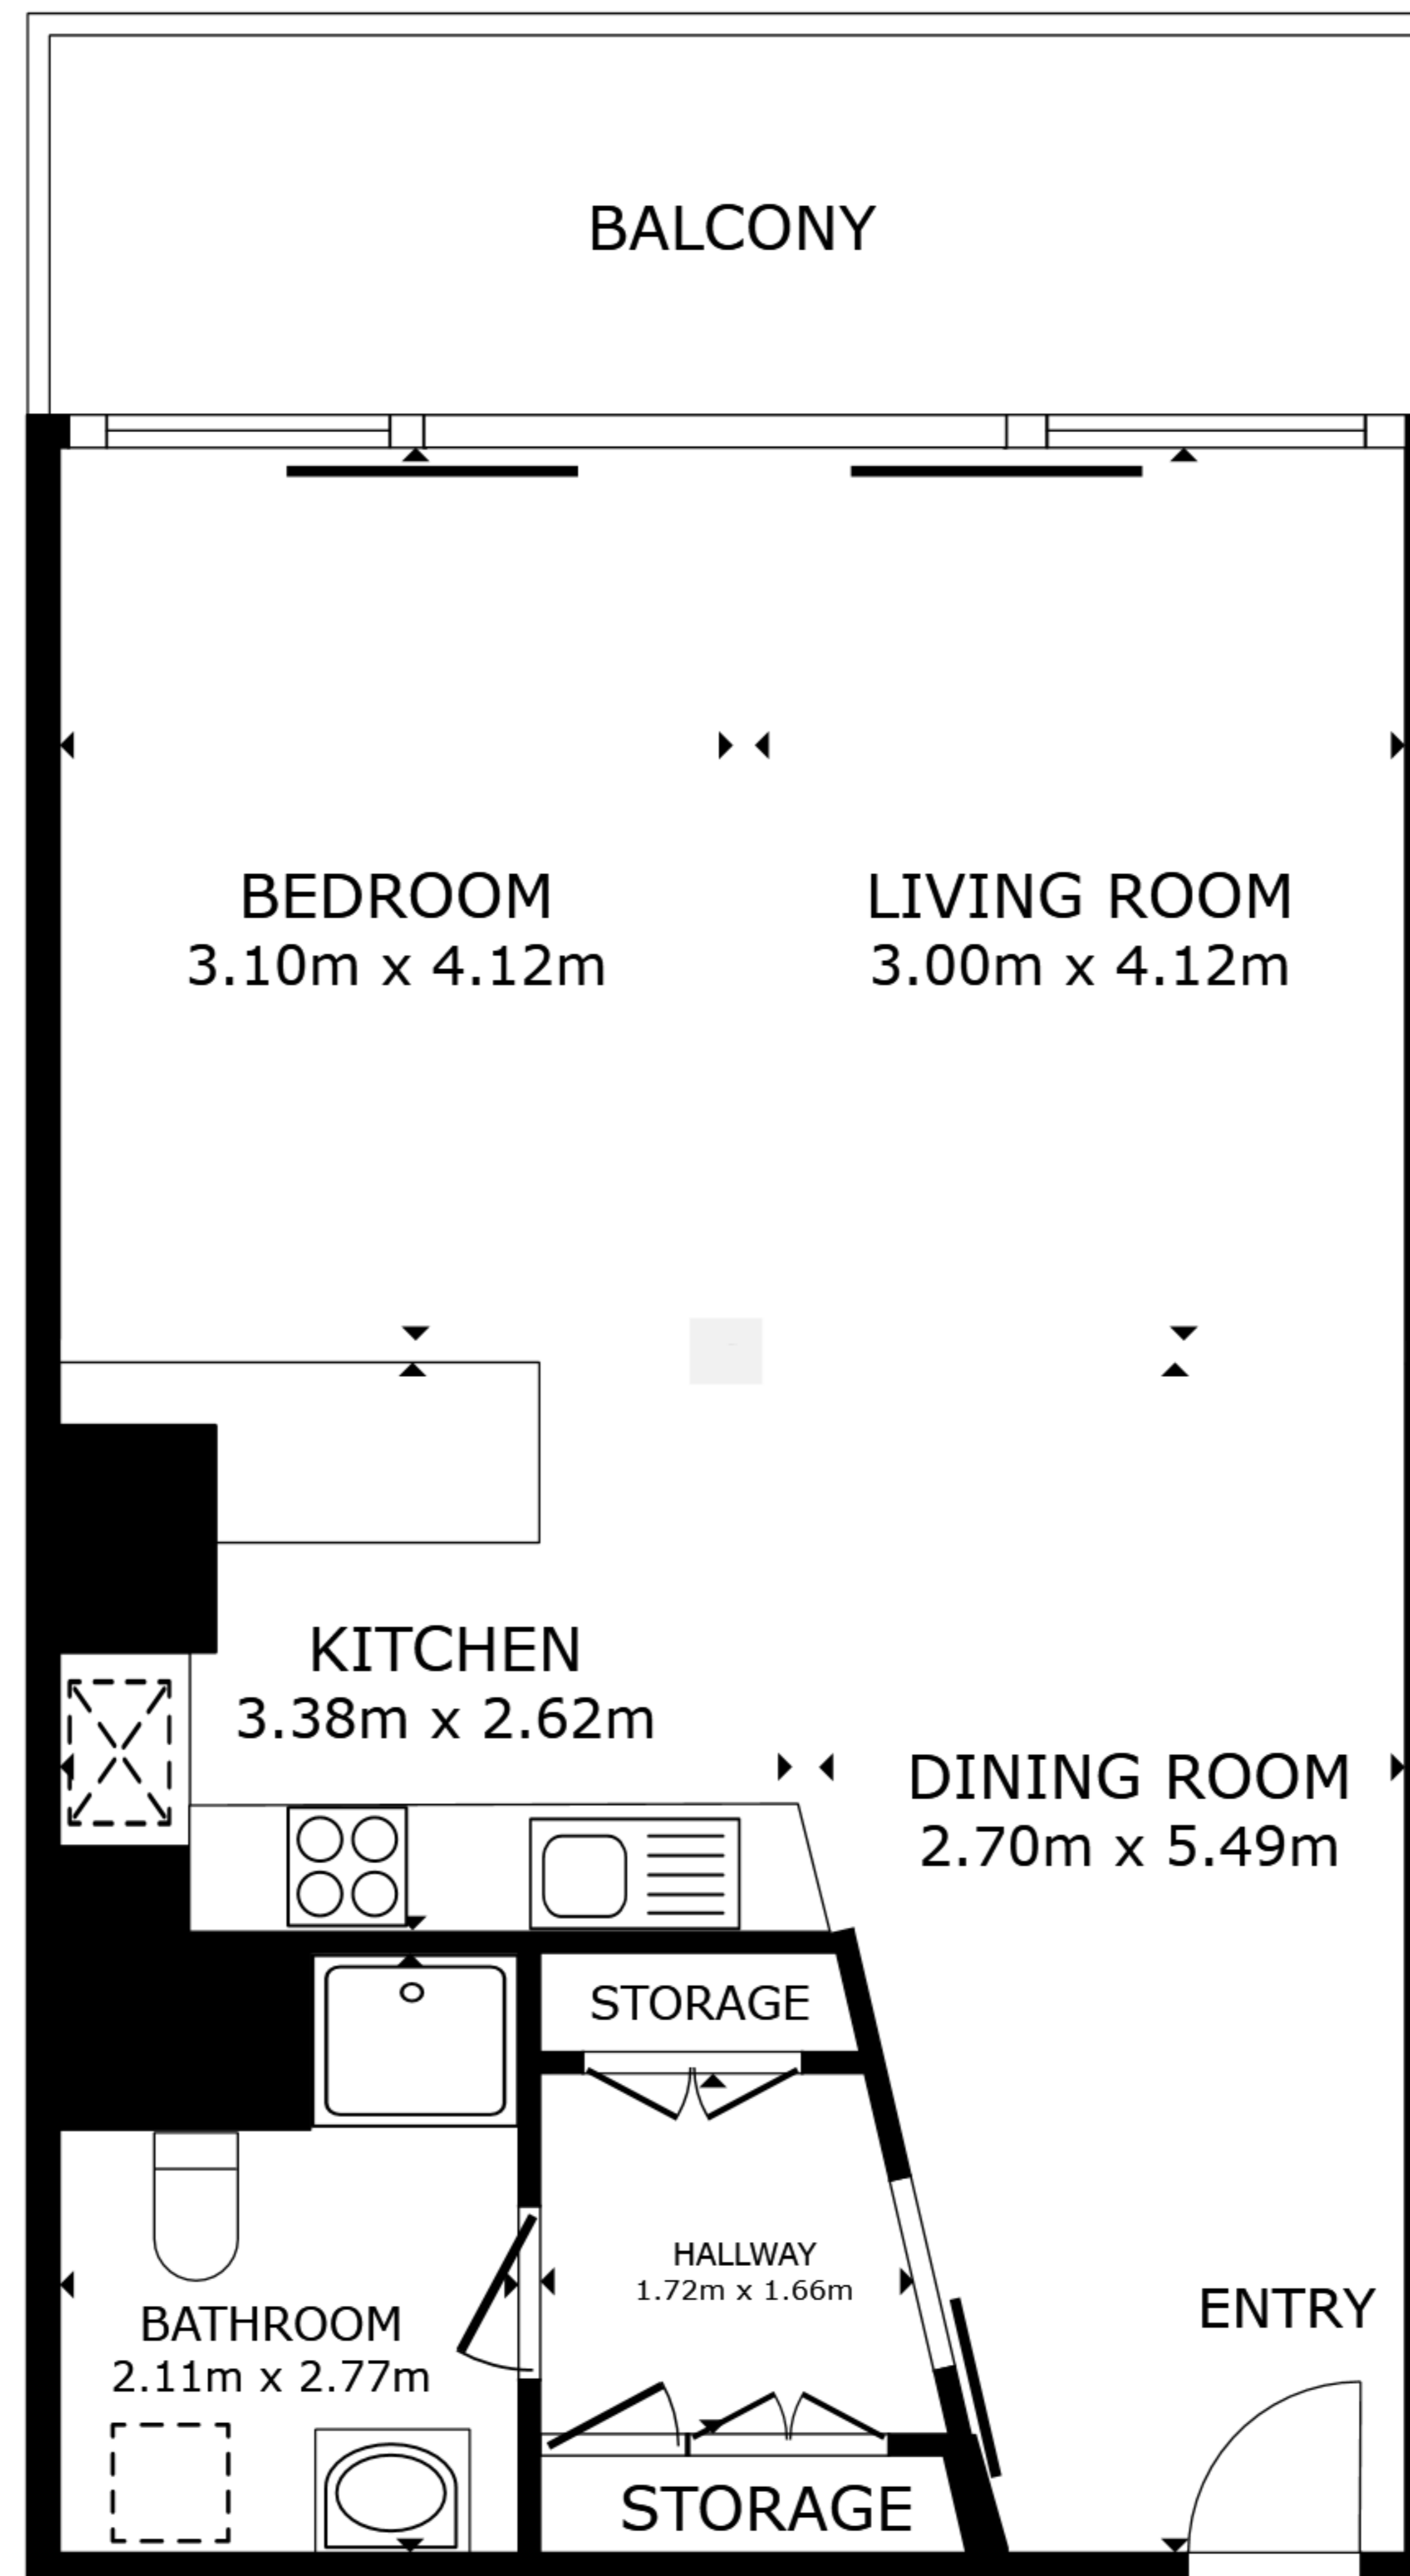 BALCONY
BEDROOM
3.10m x 4.12m
LIVING ROOM
3.00m x 4.12m
KITCHEN
3.38m x 2.62m
DINING ROOM
2.70m x 5.49m
STORAGE
HALLWAY
1.72m x 1.66m
ENTRY
BATHROOM
2.11m x 2.77m
STORAGE